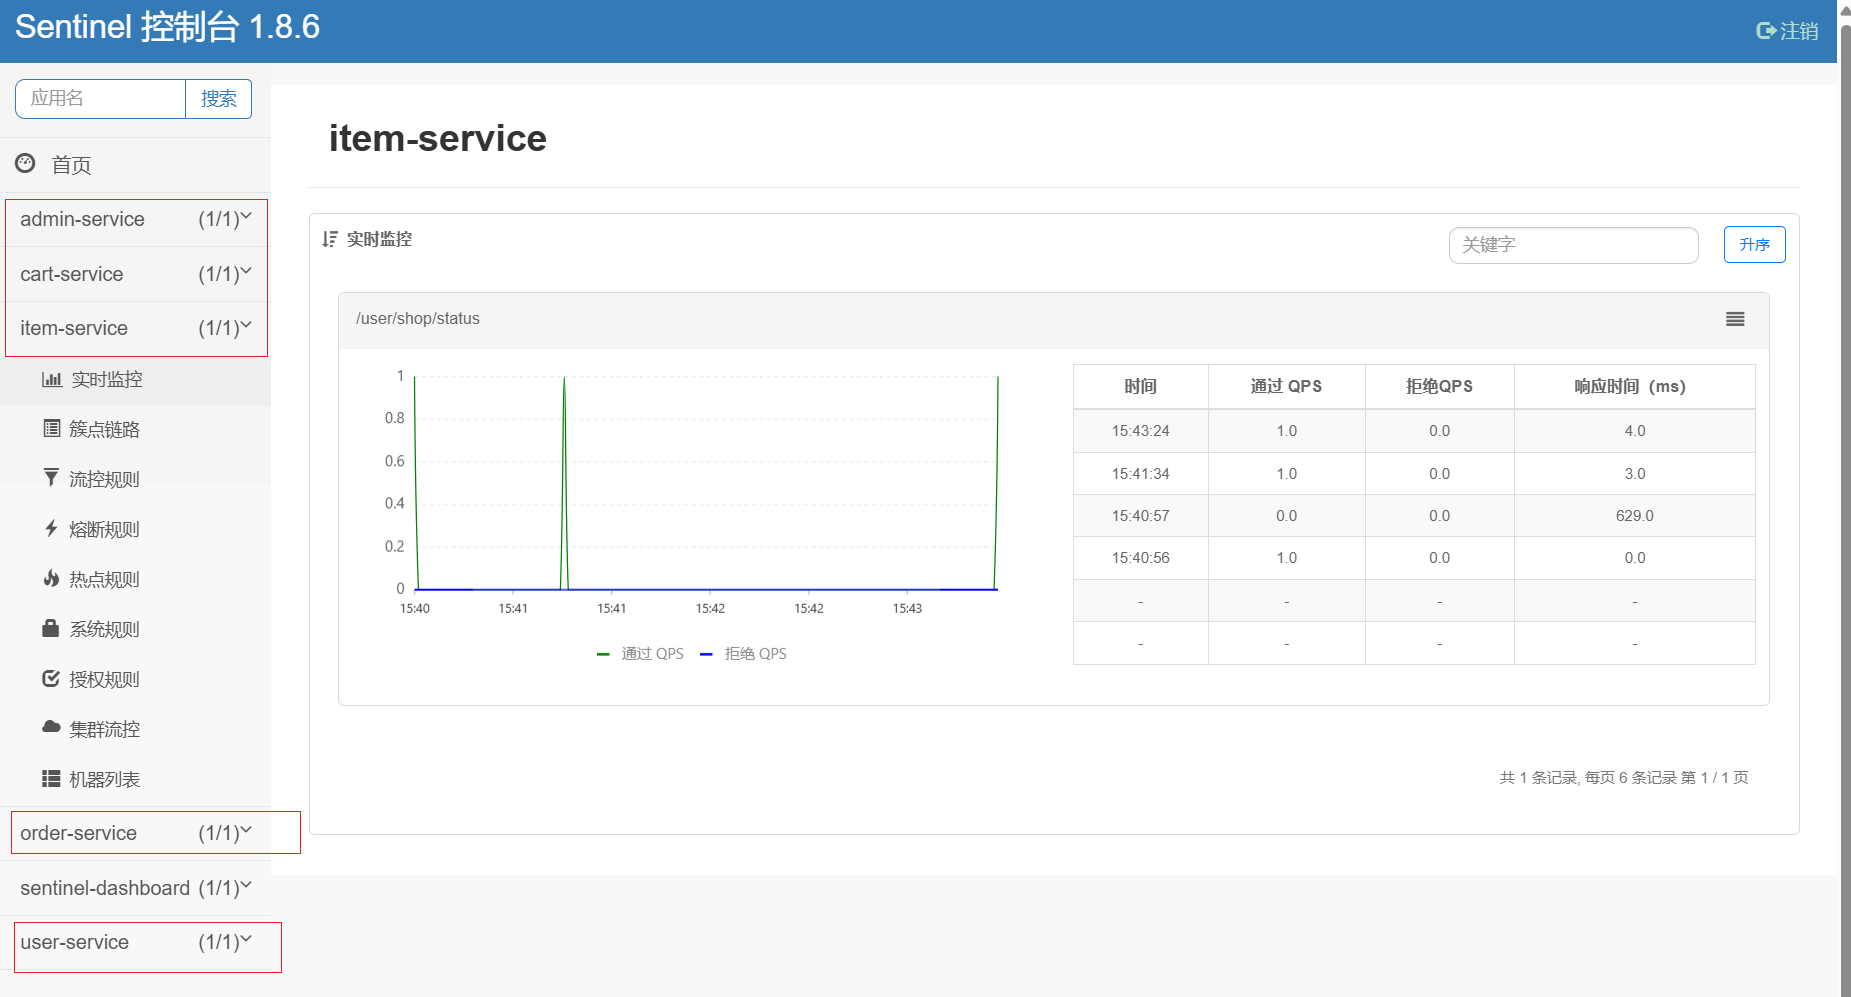 Sentinel 控制台 1.8.6
注销
应用名 搜索
首页
admin-service (1/1)
cart-service (1/1)
item-service (1/1)
实时监控
簇点链路
流控规则
熔断规则
热点规则
系统规则
授权规则
集群流控
机器列表
order-service (1/1)
sentinel-dashboard (1/1)
user-service (1/1)
item-service
实时监控
关键字
升序
/user/shop/status
1
0.8
0.6
0.4
0.2
0
15:40 15:41 15:41 15:42 15:42 15:43
通过 QPS 拒绝 QPS
时间 通过 QPS 拒绝QPS 响应时间（ms）
15:43:24 1.0 0.0 4.0
15:41:34 1.0 0.0 3.0
15:40:57 0.0 0.0 629.0
15:40:56 1.0 0.0 0.0
- - - -
- - - -
共 1 条记录, 每页 6 条记录 第 1 / 1 页